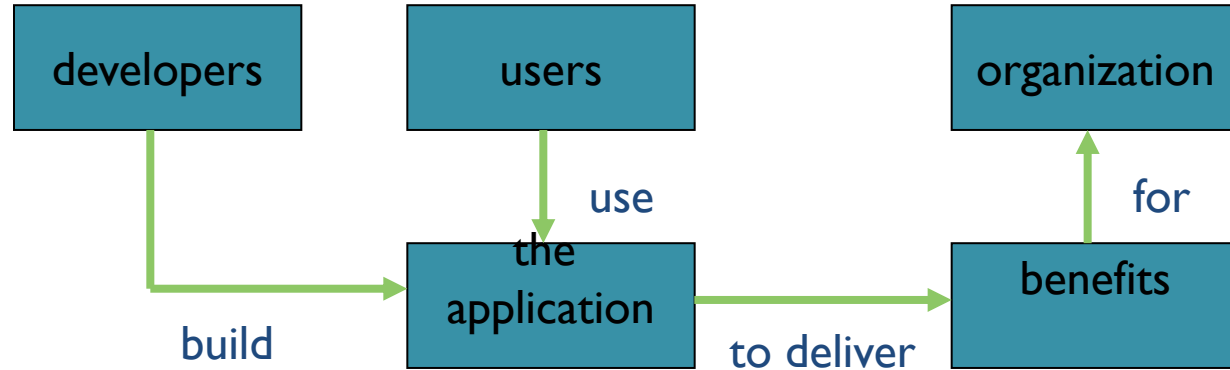 developers
users
organization
use
for
the
application
benefits
build
to deliver